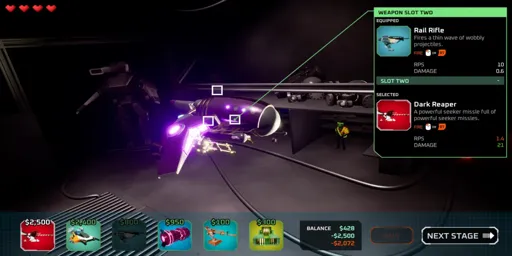 WEAPON SLOT TWO
EQUIPPED
Rail Rifle
Fires a thin wave of wobbly
projectiles.
RPS 10
DAMAGE 0.6
SLOT TWO -
SELECTED
Dark Reaper
A powerful seeker missile full of
powerful seeker missiles.
RPS 1.4
DAMAGE 21
$2,500
$950
$300
BALANCE $428
-$2,500
-$2,072
NEXT STAGE